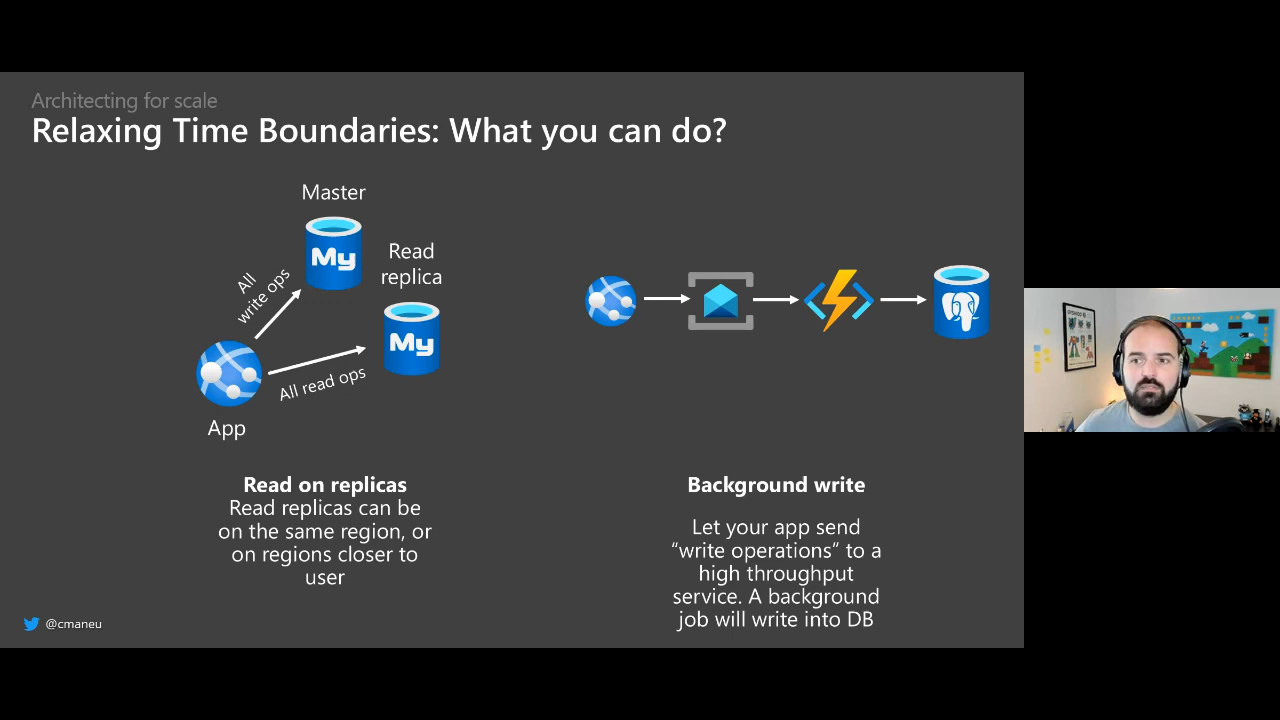 Architecting for scale
Relaxing Time Boundaries: What you can do?
Master
My
Read
replica
My
All
write ops
All read ops
App
Read on replicas
Read replicas can be
on the same region, or
on regions closer to
user
Background write
Let your app send
“write operations” to a
high throughput
service. A background
job will write into DB
@cmaneu